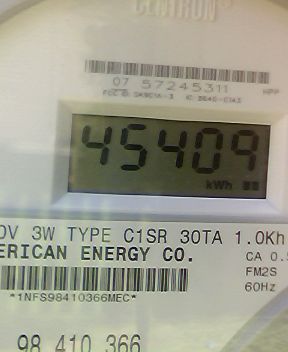 CENTRON®
07 57245311
45409
kWh
0V 3W TYPE C1SR 30TA 1.0Kh
ERICAN ENERGY CO.
CA 0.5
FM2S
*1NFS98410366MEC*
60Hz
98 410 366